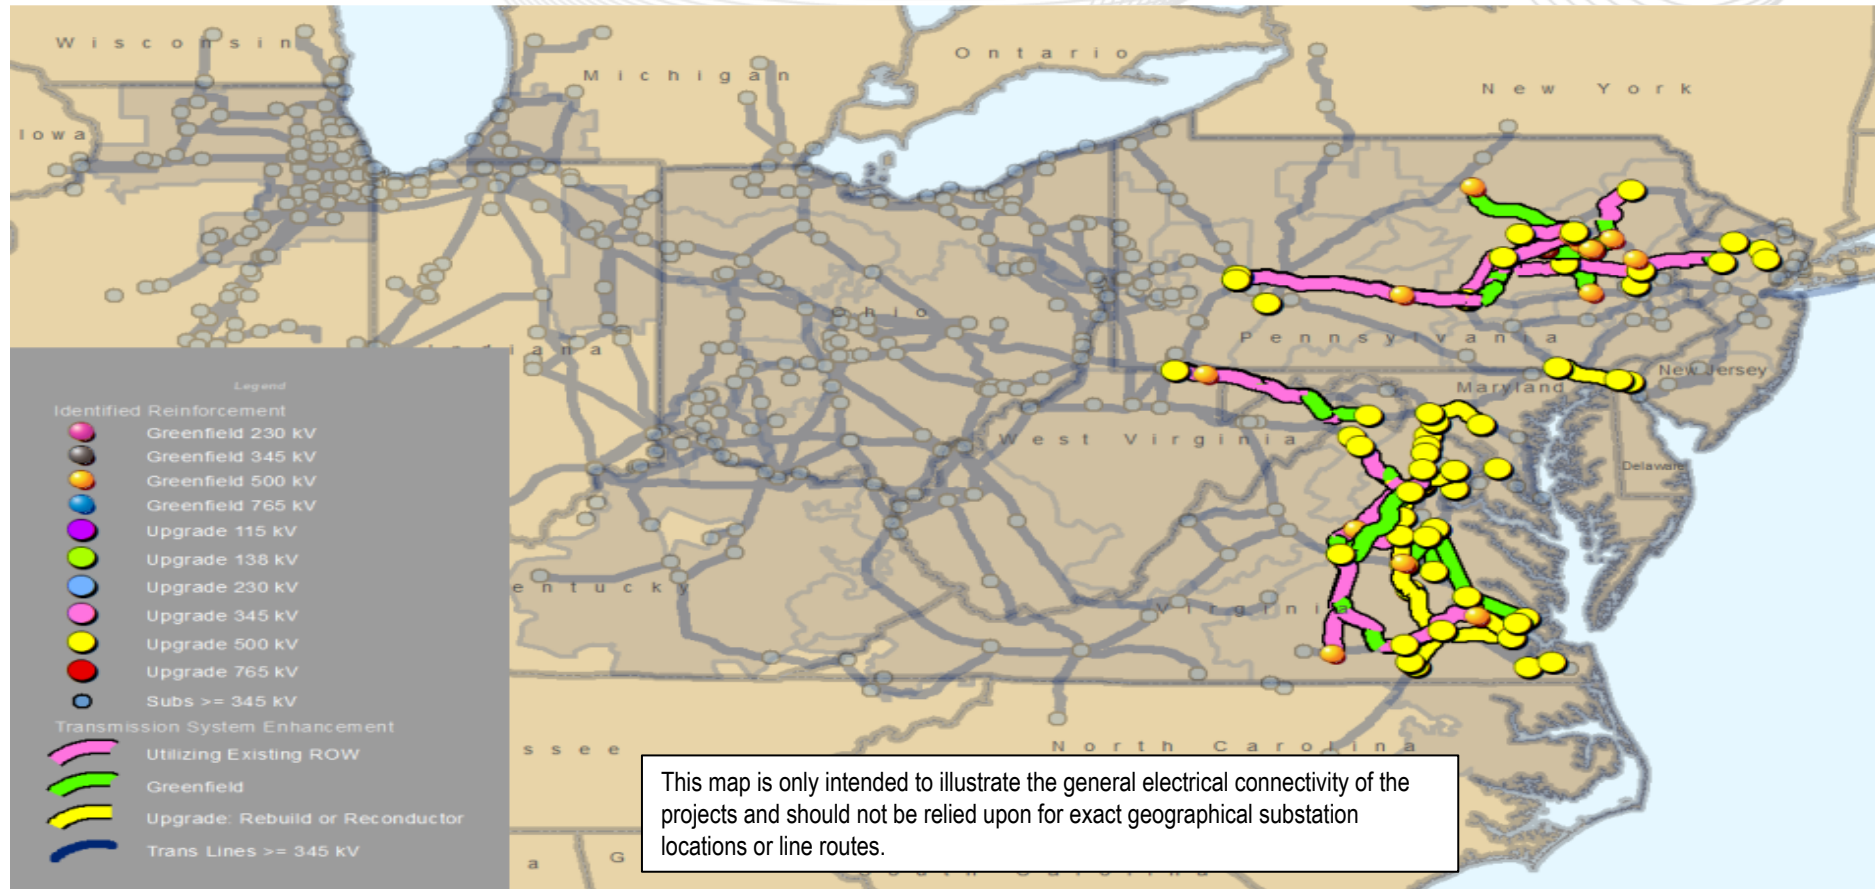 Wisconsin
Michigan
Ontario
New York
Iowa
Ohio
Pennsylvania
Maryland
New Jersey
West Virginia
Delaware
Virginia
North Carolina
Legend
Identified Reinforcement
Greenfield 230 kV
Greenfield 345 kV
Greenfield 500 kV
Greenfield 765 kV
Upgrade 115 kV
Upgrade 138 kV
Upgrade 230 kV
Upgrade 345 kV
Upgrade 500 kV
Upgrade 765 kV
Subs >= 345 kV
Transmission System Enhancement
Utilizing Existing ROW
Greenfield
Upgrade: Rebuild or Reconductor
Trans Lines >= 345 kV
diana
entucky
ssee
a G
This map is only intended to illustrate the general electrical connectivity of the
projects and should not be relied upon for exact geographical substation
locations or line routes.